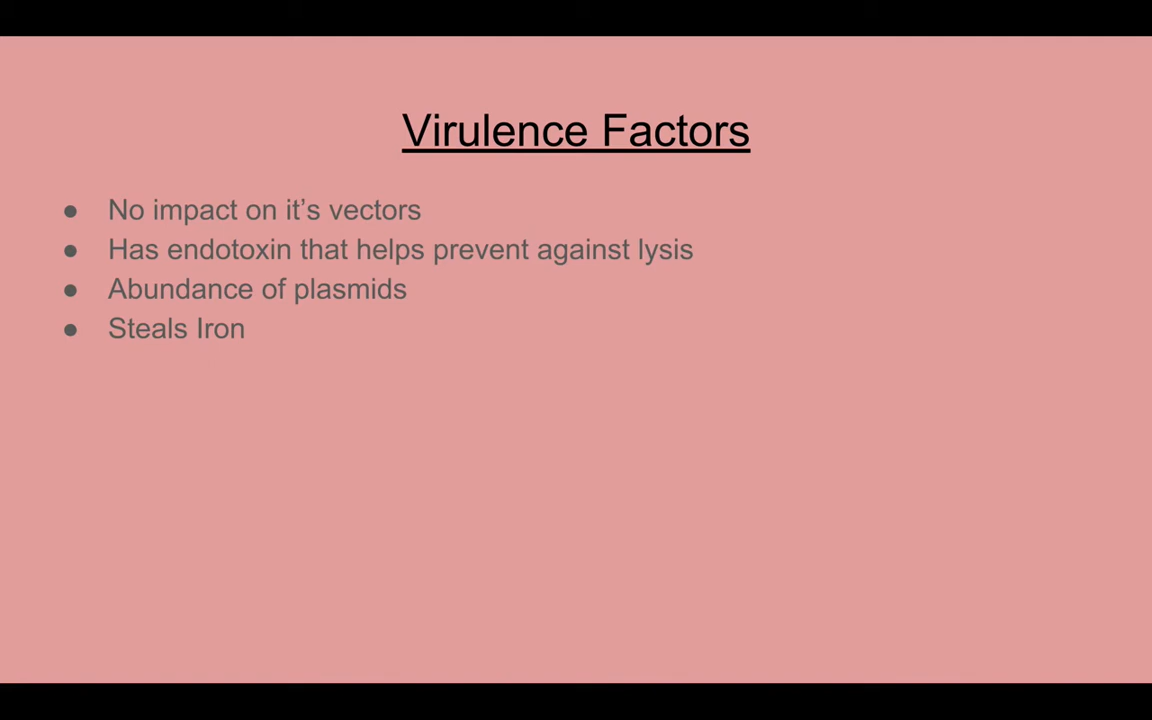 Virulence Factors
● No impact on it’s vectors
● Has endotoxin that helps prevent against lysis
● Abundance of plasmids
● Steals Iron